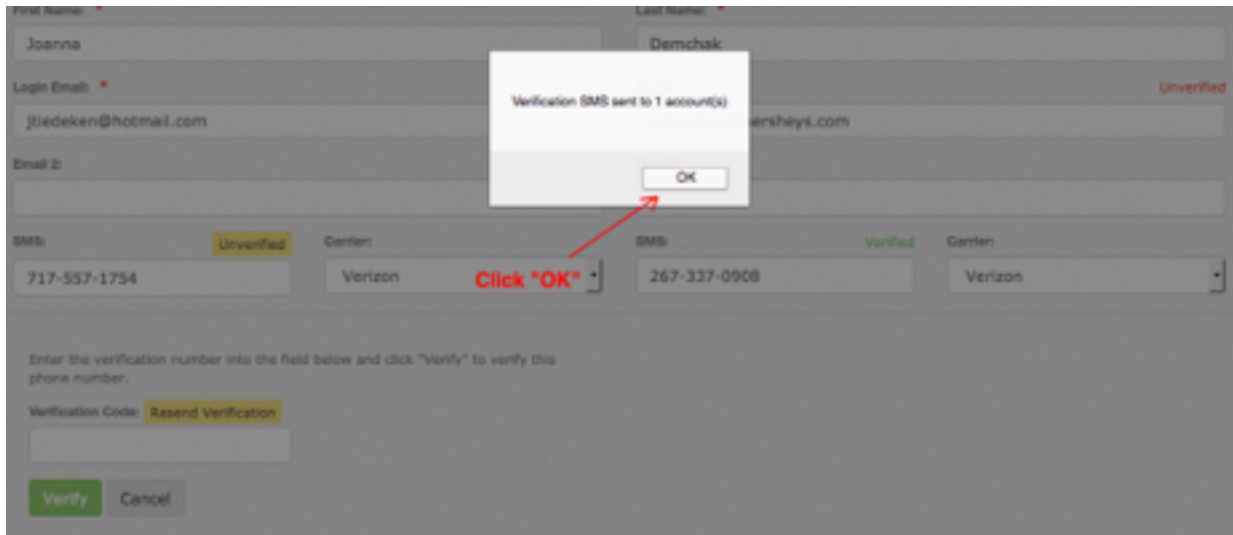 First Name: * Last Name: *
Joanna Demchak
Verification SMS sent to 1 account(s)
Login Email: * Unverified
jtiedeken@hotmail.com ersheys.com
Email 2:
OK
SMS: Unverified Carrier: SMS: Verified Carrier:
717-557-1754 Verizon Click "OK" 267-337-0908 Verizon
Enter the verification number into the field below and click "Verify" to verify this
phone number.
Verification Code: Resend Verification
Verify Cancel